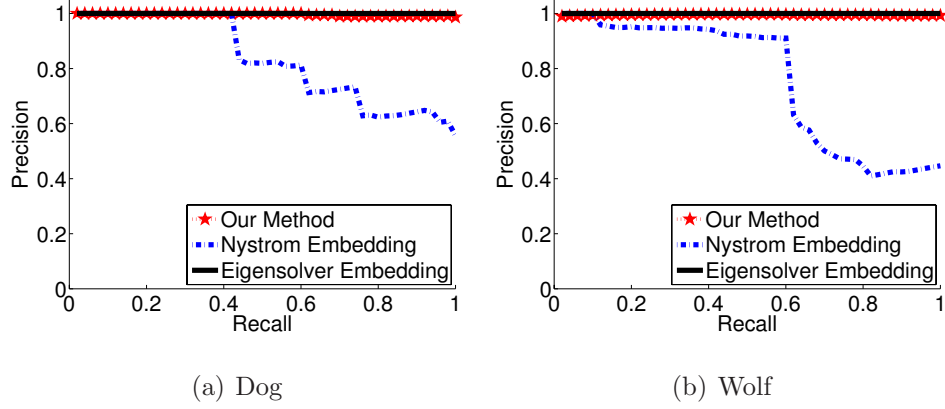 1
0.8
0.6
0.4
0.2
0
Precision
0 0.2 0.4 0.6 0.8 1
Recall
Our Method
Nystrom Embedding
Eigensolver Embedding
(a) Dog
1
0.8
0.6
0.4
0.2
0
Precision
0.2 0.4 0.6 0.8 1
Recall
Our Method
Nystrom Embedding
Eigensolver Embedding
(b) Wolf